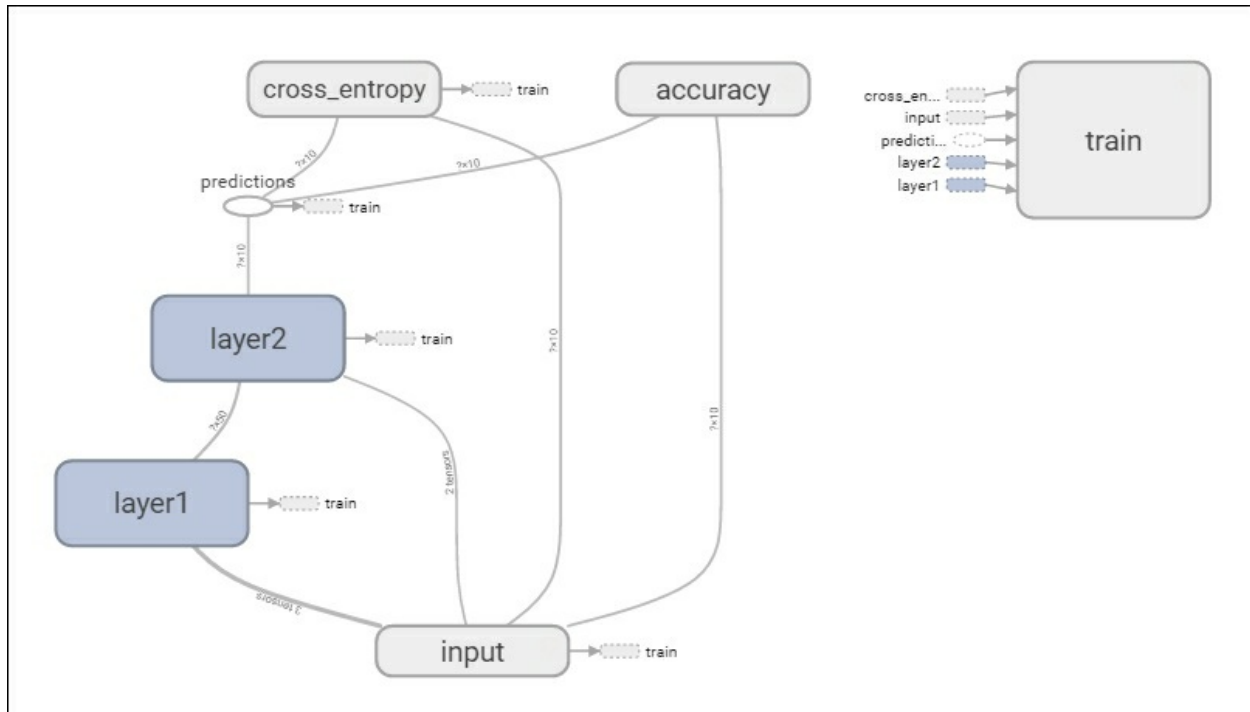 cross_entropy
train
accuracy
cross_en...
input
predicti...
layer2
layer1
train
?×10
?×10
predictions
train
?×10
layer2
train
?×10
?×50
2 tensors
?×10
layer1
train
3 tensors
input
train